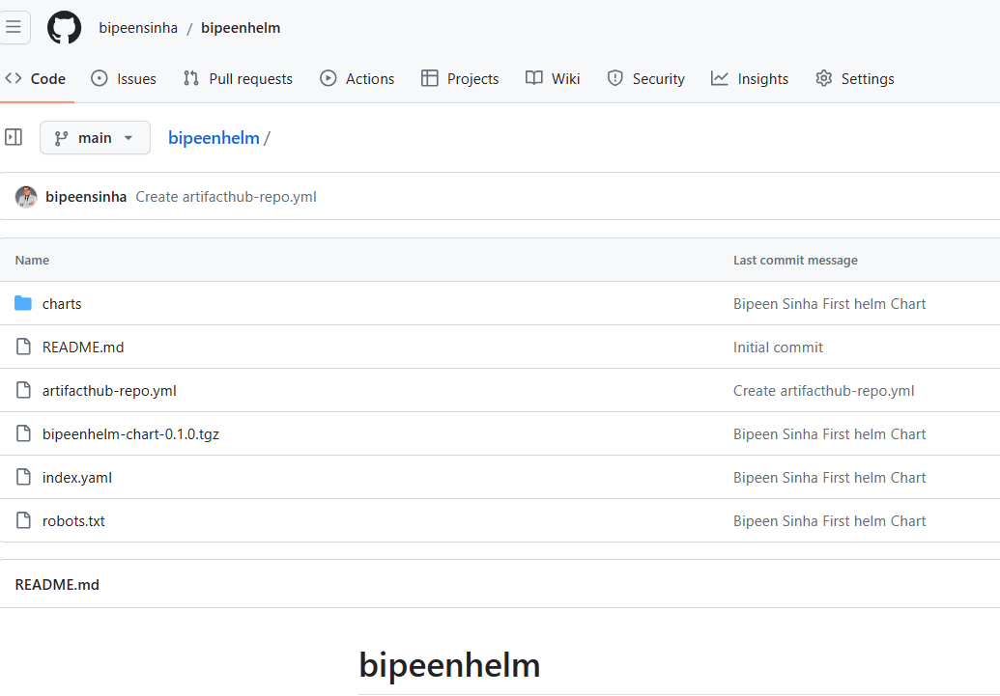 bipeensinha / bipeenhelm
Code Issues Pull requests Actions Projects Wiki Security Insights Settings
main bipeenhelm /
bipeensinha Create artifacthub-repo.yml
Name Last commit message
charts Bipeen Sinha First helm Chart
README.md Initial commit
artifacthub-repo.yml Create artifacthub-repo.yml
bipeenhelm-chart-0.1.0.tgz Bipeen Sinha First helm Chart
index.yaml Bipeen Sinha First helm Chart
robots.txt Bipeen Sinha First helm Chart
README.md
bipeenhelm